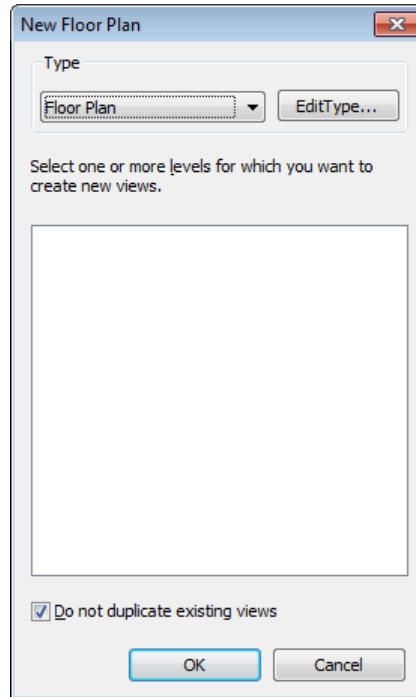 New Floor Plan
Type
Floor Plan
EditType...
Select one or more levels for which you want to
create new views.
Do not duplicate existing views
OK
Cancel